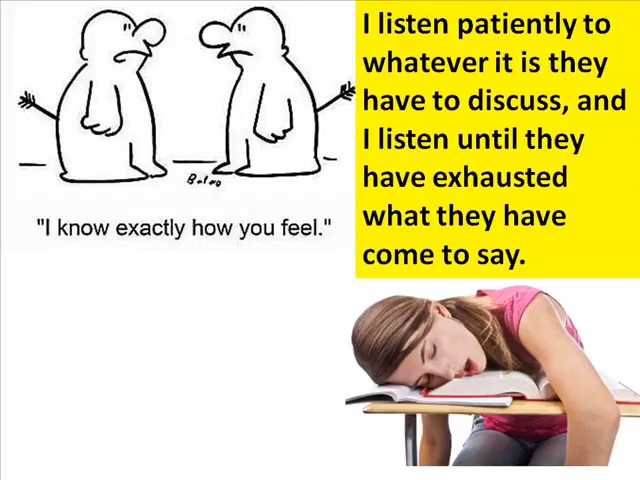 "I know exactly how you feel."
I listen patiently to
whatever it is they
have to discuss, and
I listen until they
have exhausted
what they have
come to say.